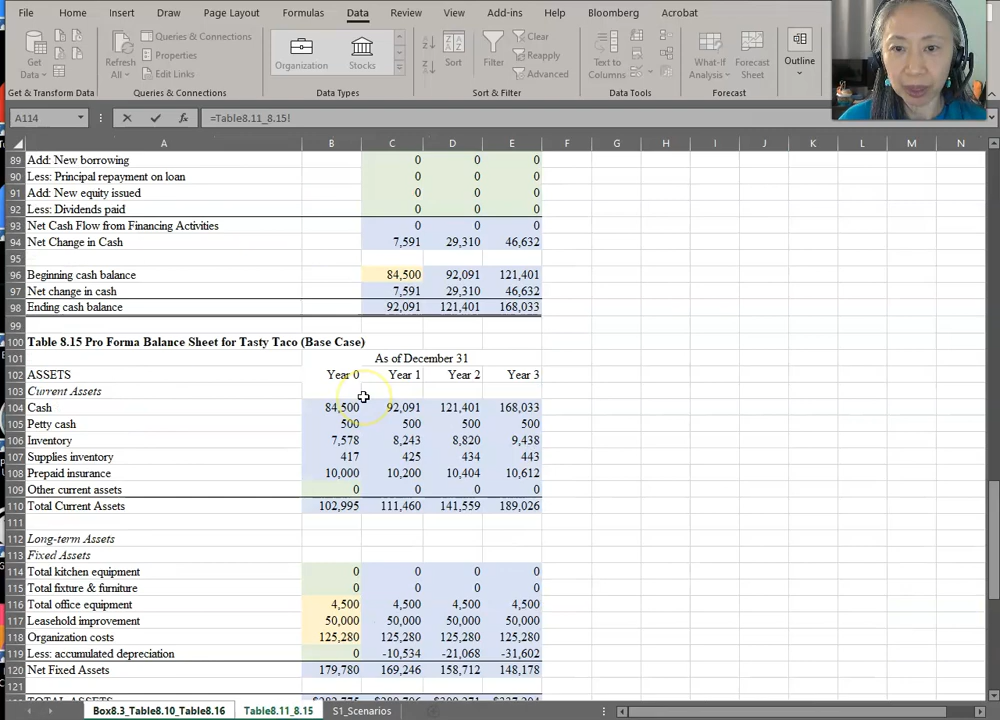 File Home Insert Draw Page Layout Formulas Data Review View Add-ins Help Bloomberg Acrobat
Get Data Refresh All Queries & Connections Properties Edit Links Organization Stocks Sort Filter Clear Reapply Advanced Text to Columns What-If Analysis Forecast Sheet Outline
Get & Transform Data Queries & Connections Data Types Sort & Filter Data Tools Forecast
A114 fx =Table8.11_8.15!
A B C D E F G H I J K L M N
89 Add: New borrowing 0 0 0
90 Less: Principal repayment on loan 0 0 0
91 Add: New equity issued 0 0 0
92 Less: Dividends paid 0 0 0
93 Net Cash Flow from Financing Activities 0 0 0
94 Net Change in Cash 7,591 29,310 46,632
95
96 Beginning cash balance 84,500 92,091 121,401
97 Net change in cash 7,591 29,310 46,632
98 Ending cash balance 92,091 121,401 168,033
99
100 Table 8.15 Pro Forma Balance Sheet for Tasty Taco (Base Case)
101 As of December 31
102 ASSETS Year 0 Year 1 Year 2 Year 3
103 Current Assets
104 Cash 84,500 92,091 121,401 168,033
105 Petty cash 500 500 500 500
106 Inventory 7,578 8,243 8,820 9,438
107 Supplies inventory 417 425 434 443
108 Prepaid insurance 10,000 10,200 10,404 10,612
109 Other current assets 0 0 0 0
110 Total Current Assets 102,995 111,460 141,559 189,026
111
112 Long-term Assets
113 Fixed Assets
114 Total kitchen equipment 0 0 0 0
115 Total fixture & furniture 0 0 0 0
116 Total office equipment 4,500 4,500 4,500 4,500
117 Leasehold improvement 50,000 50,000 50,000 50,000
118 Organization costs 125,280 125,280 125,280 125,280
119 Less: accumulated depreciation 0 -10,534 -21,068 -31,602
120 Net Fixed Assets 179,780 169,246 158,712 148,178
121
TOTAL ASSETS
Box8.3_Table8.10_Table8.16 Table8.11_8.15 S1_Scenarios